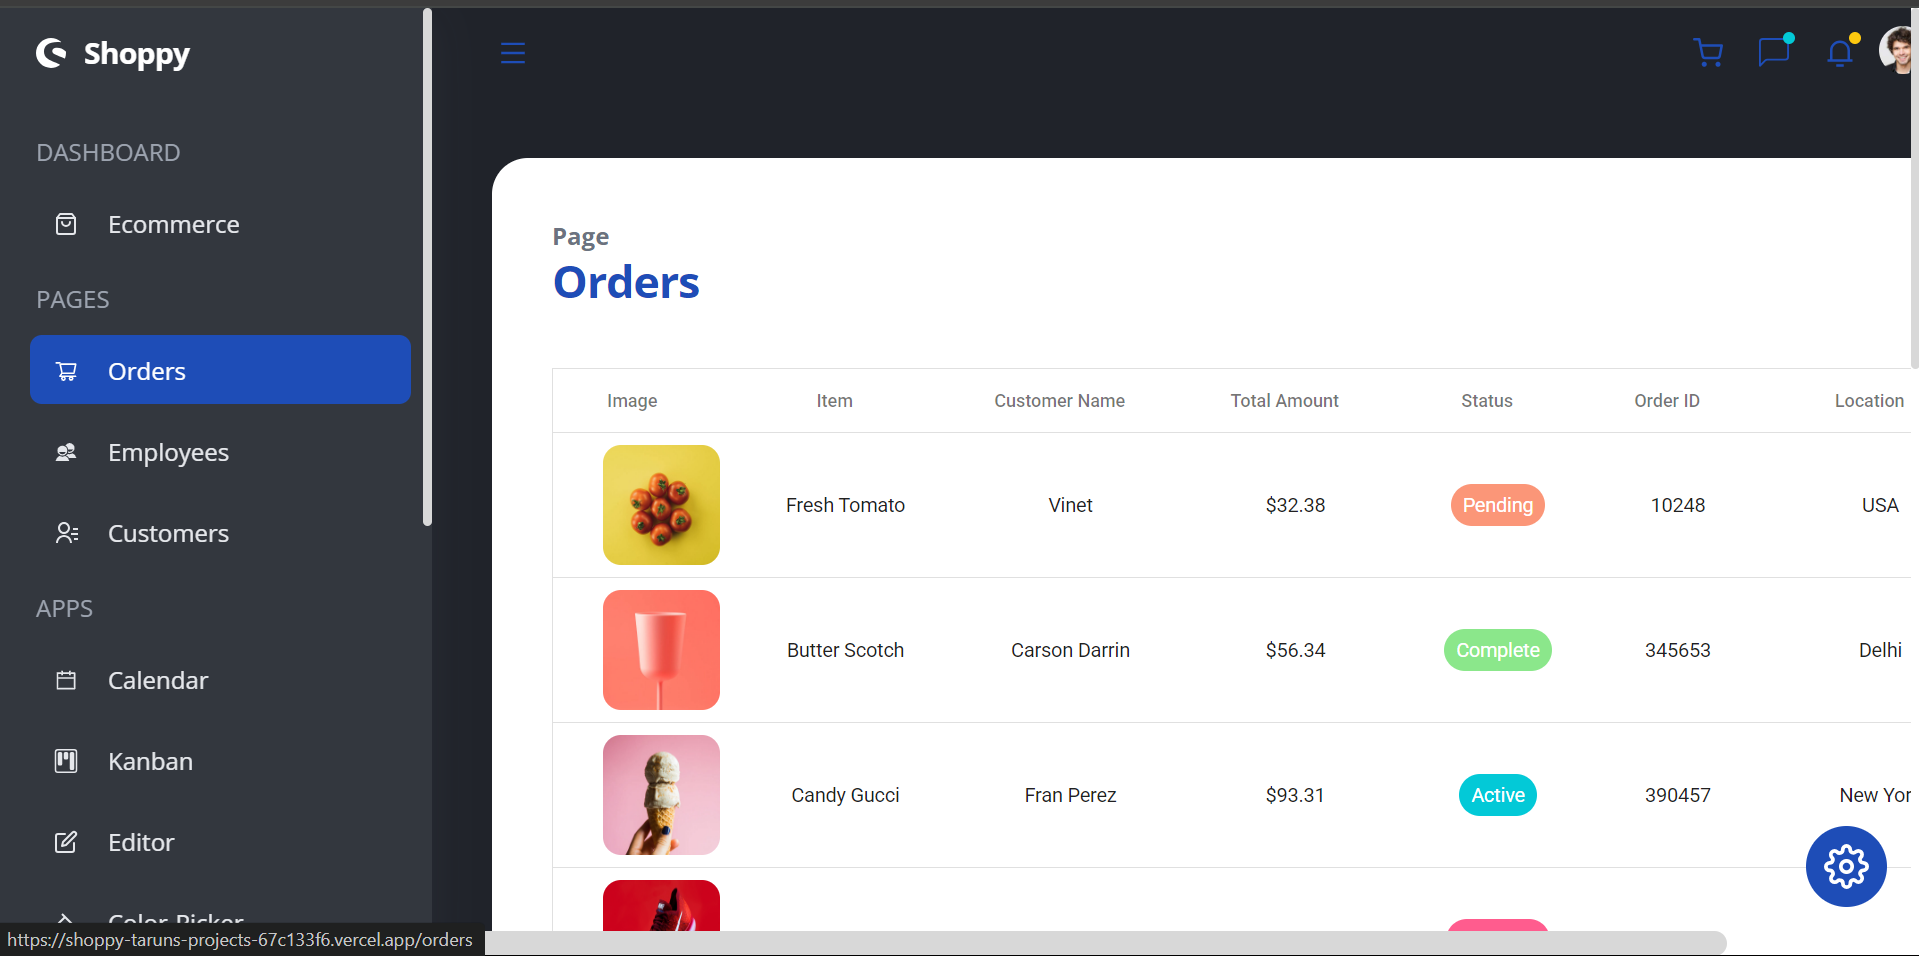 Shoppy
DASHBOARD
Ecommerce
PAGES
Orders
Employees
Customers
APPS
Calendar
Kanban
Editor
Color Picker
https://shoppy-taruns-projects-67c133f6.vercel.app/orders
Page
Orders
Image Item Customer Name Total Amount Status Order ID Location
Fresh Tomato Vinet $32.38 Pending 10248 USA
Butter Scotch Carson Darrin $56.34 Complete 345653 Delhi
Candy Gucci Fran Perez $93.31 Active 390457 New Yor